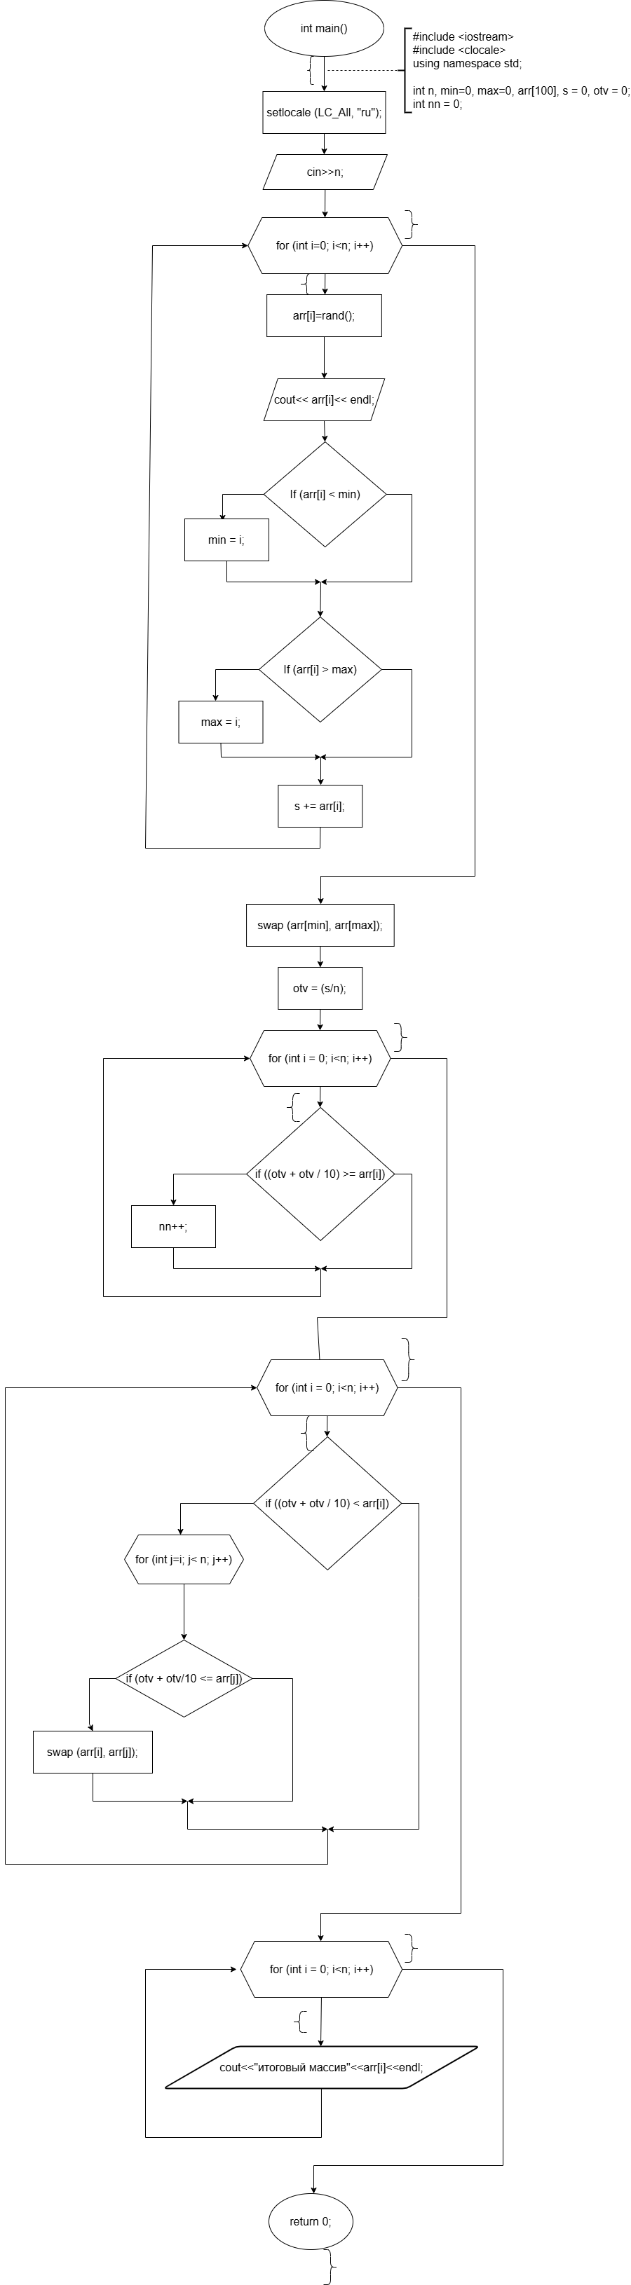 int main()
#include <iostream>
#include <clocale>
using namespace std;
int n, min=0, max=0, arr[100], s = 0, otv = 0;
int nn = 0;
setlocale (LC_All, "ru");
cin>>n;
for (int i=0; i<n; i++)
arr[i]=rand();
cout<< arr[i]<< endl;
If (arr[i] < min)
min = i;
If (arr[i] > max)
max = i;
s += arr[i];
swap (arr[min], arr[max]);
otv = (s/n);
for (int i = 0; i<n; i++)
if ((otv + otv / 10) >= arr[i])
nn++;
for (int i = 0; i<n; i++)
if ((otv + otv / 10) < arr[i])
for (int j=i; j< n; j++)
if (otv + otv/10 <= arr[j])
swap (arr[i], arr[j]);
for (int i = 0; i<n; i++)
cout<<"итоговый массив"<<arr[i]<<endl;
return 0;